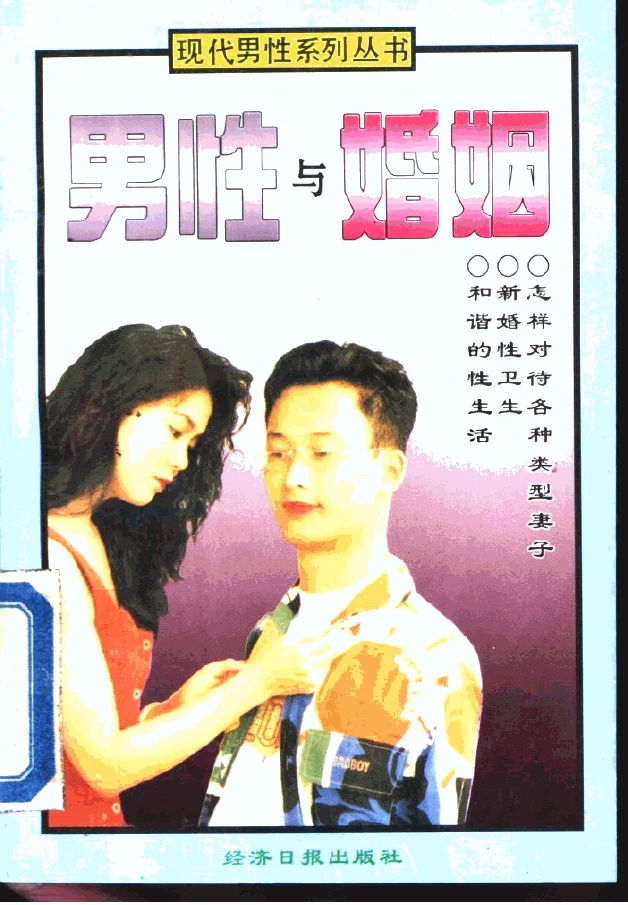 现代男性系列丛书
男性与婚姻
○怎样对待各种类型妻子
○新婚性卫生
○和谐的性生活
BADBOY
经济日报出版社